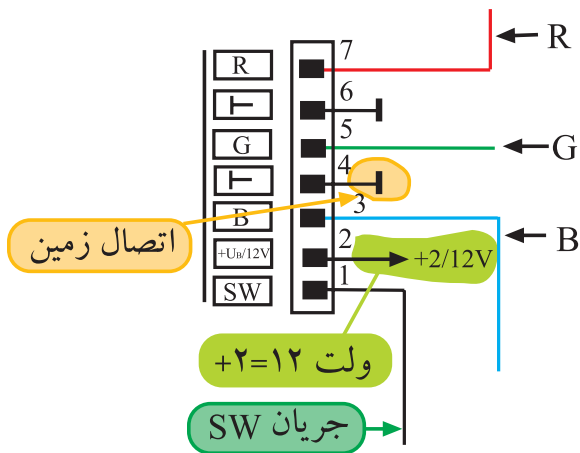 R 7 R
6
G 5 G
4
B 3 B
+UB/12V 2 +2/12V
SW 1
اتصال زمین
+۲=۱۲ ولت
جریان SW